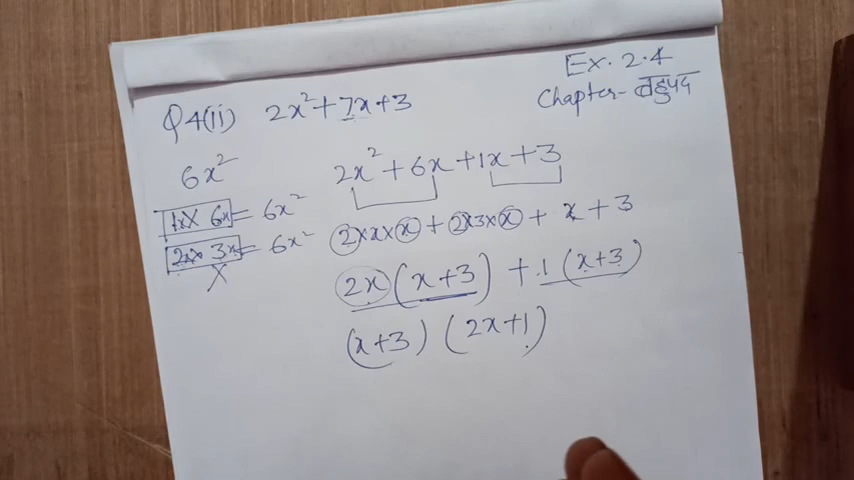 Ex. 2.4
Chapter- बहुपद
Q4(ii) 2x² + 7x + 3
6x²
2x² + 6x + 1x + 3
1x × 6x = 6x²
2x × 3x = 6x²
X
2 × x × x + 2 × 3 × x + x + 3
2x (x+3) + 1 (x+3)
(x+3) (2x+1)